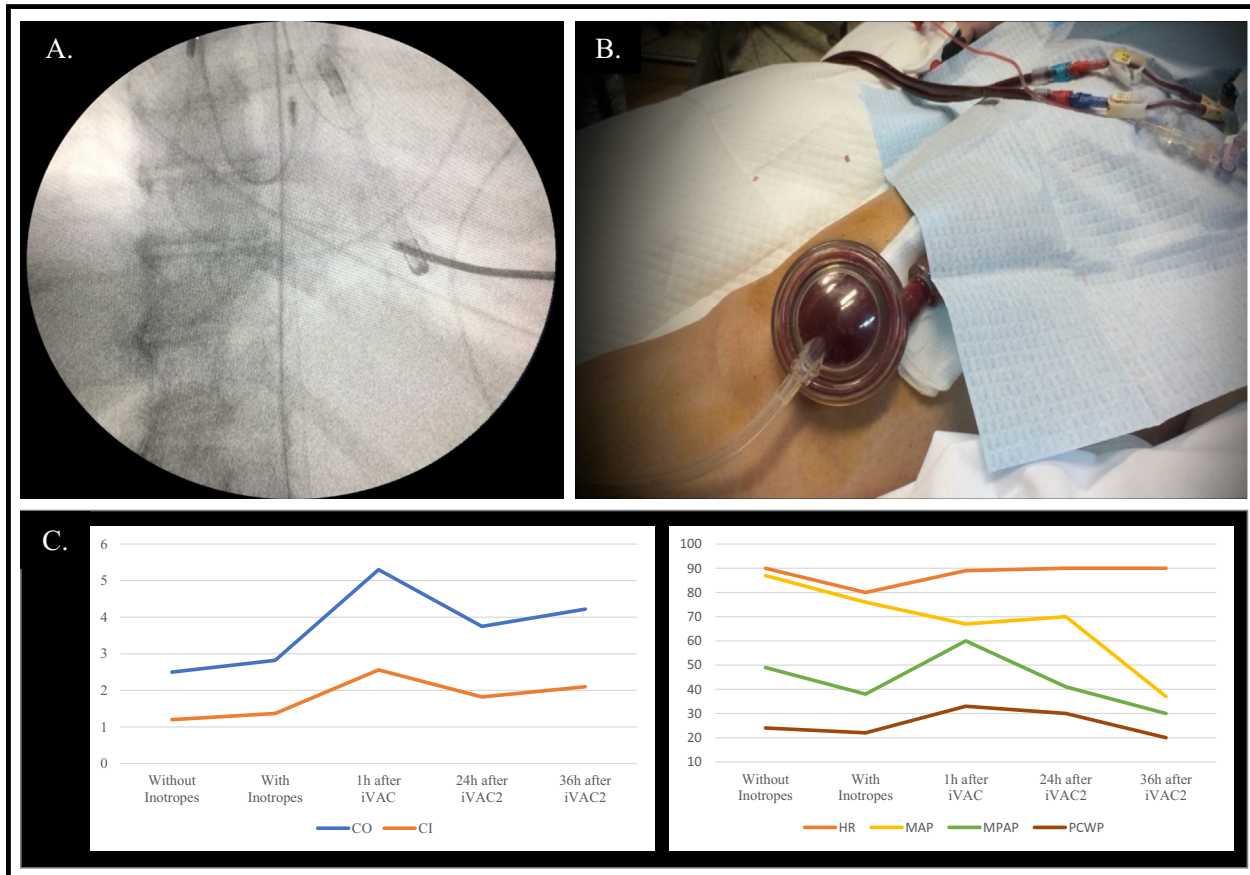 A.
B.
C.
6
5
4
3
2
1
0
Without Inotropes
With Inotropes
1h after iVAC
24h after iVAC2
36h after iVAC2
CO
CI
100
90
80
70
60
50
40
30
20
10
Without Inotropes
With Inotropes
1h after iVAC
24h after iVAC2
36h after iVAC2
HR
MAP
MPAP
PCWP